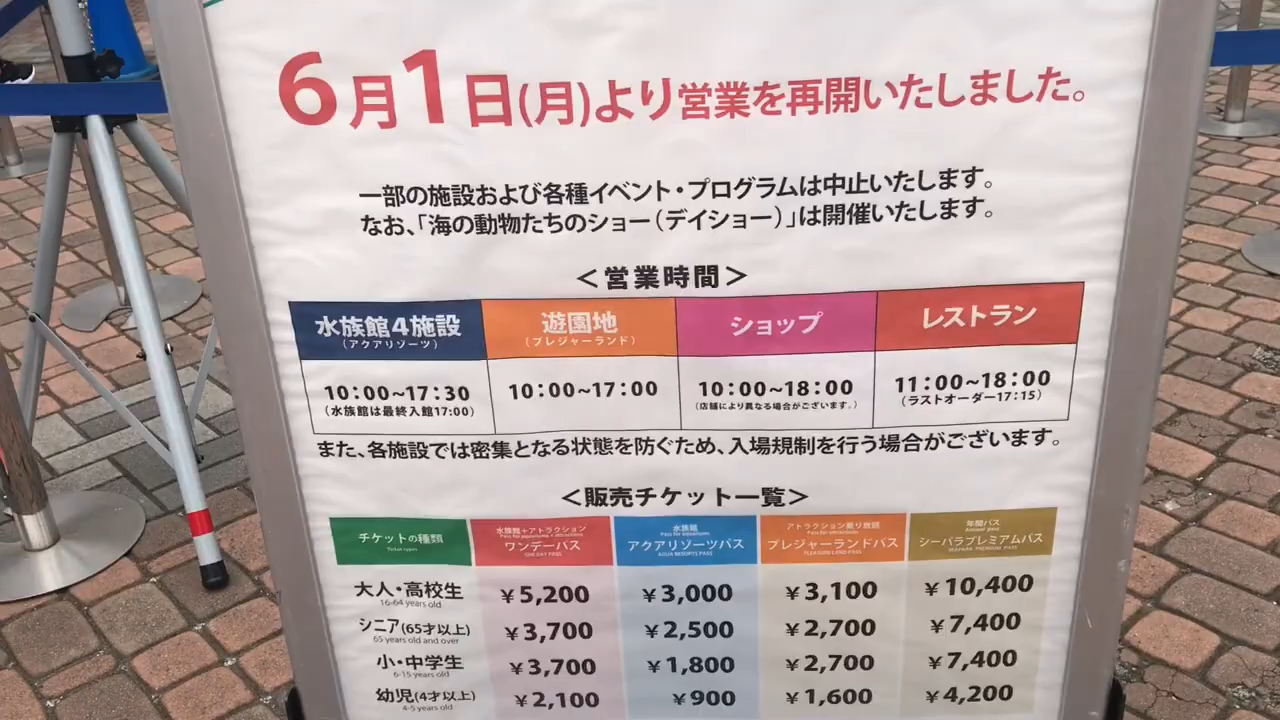 6月1日(月)より営業を再開いたしました。
一部の施設および各種イベント・プログラムは中止いたします。
なお、「海の動物たちのショー（デイショー）」は開催いたします。
＜営業時間＞
水族館4施設 遊園地 ショップ レストラン
（アクアリゾーツ） （プレジャーランド）
10：00~17：30 10：00~17：00 10：00~18：00 11：00~18：00
（水族館は最終入館17:00） （店舗により異なる場合がございます。） （ラストオーダー17：15）
また、各施設では密集となる状態を防ぐため、入場規制を行う場合がございます。
＜販売チケット一覧＞
水族館＋アトラクション 水族館 アトラクション乗り放題 年間パス
Pass for aquariums + attractions Pass for aquariums Pass for attractions Annual pass
チケットの種類 ワンデーパス アクアリゾーツパス プレジャーランドパス シーパラプレミアムパス
Ticket types ONE DAY PASS AQUA RESORTS PASS PLEASURE LAND PASS SEAPARA PREMIUM PASS
大人・高校生 ¥5,200 ¥3,000 ¥3,100 ¥10,400
16-64 years old
シニア(65才以上) ¥3,700 ¥2,500 ¥2,700 ¥7,400
65 years old and over
小・中学生 ¥3,700 ¥1,800 ¥2,700 ¥7,400
6-15 years old
幼児(4才以上) ¥2,100 ¥900 ¥1,600 ¥4,200
4-5 years old